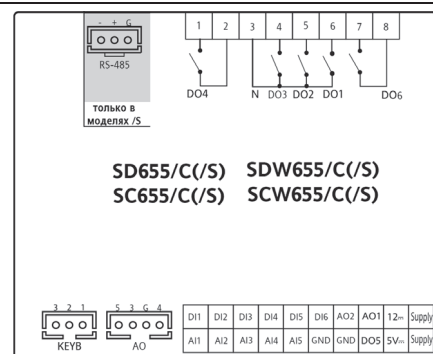 - + G
RS-485
только в
моделях /S
1 2 3 4 5 6 7 8
DO4 N DO3 DO2 DO1 DO6
SD655/C(/S) SDW655/C(/S)
SC655/C(/S) SCW655/C(/S)
3 2 1
KEYB
5 3 G 4
AO
DI1 DI2 DI3 DI4 DI5 DI6 AO2 AO1 12 Supply
AI1 AI2 AI3 AI4 AI5 GND GND DO5 5V Supply